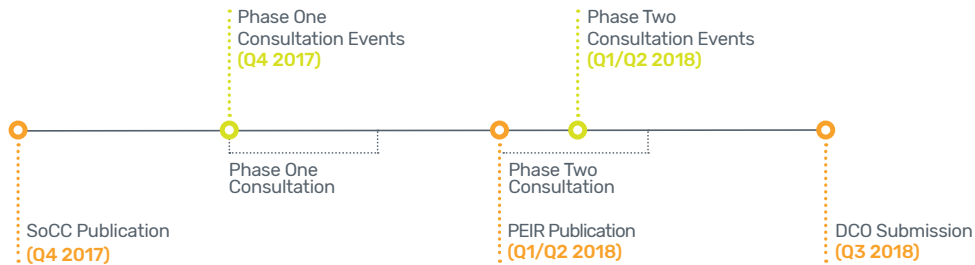 Phase One
Consultation Events
(Q4 2017)
Phase Two
Consultation Events
(Q1/Q2 2018)
Phase One
Consultation
Phase Two
Consultation
SoCC Publication
(Q4 2017)
PEIR Publication
(Q1/Q2 2018)
DCO Submission
(Q3 2018)